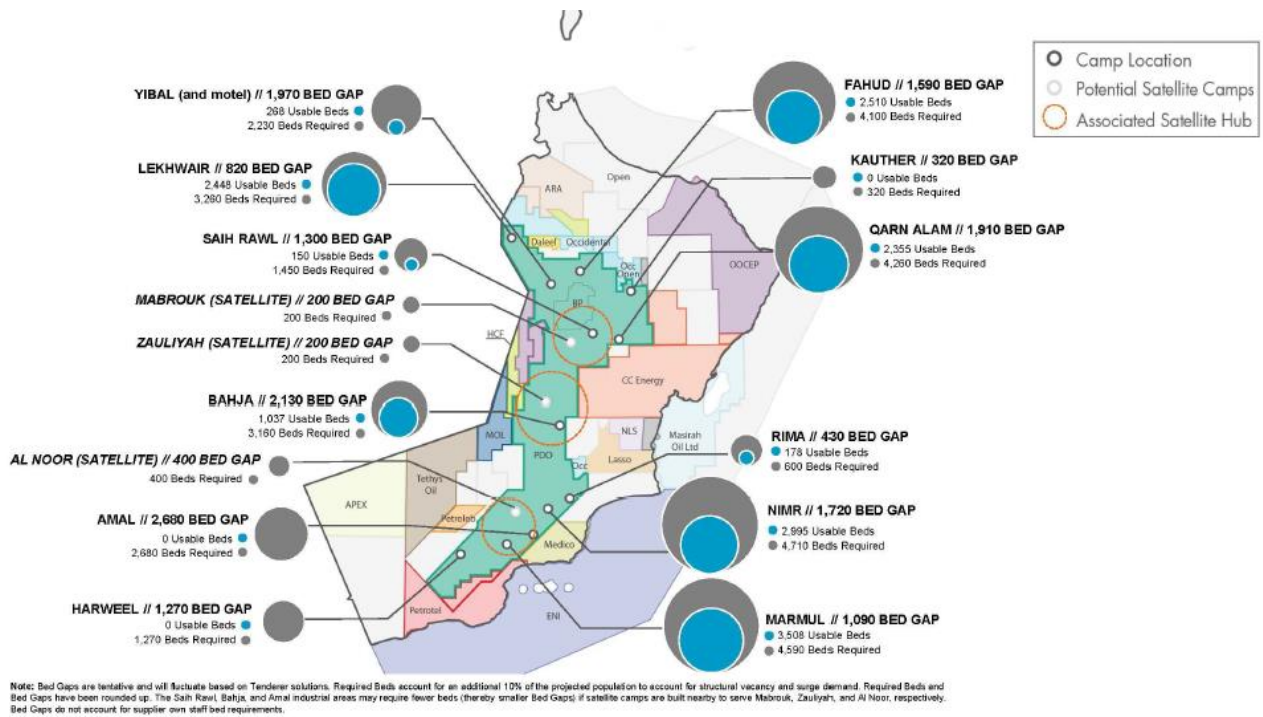 Camp Location
Potential Satellite Camps
Associated Satellite Hub
YIBAL (and motel) // 1,970 BED GAP
268 Usable Beds
2,230 Beds Required
LEKHWAIR // 820 BED GAP
2,448 Usable Beds
3,260 Beds Required
SAIH RAWL // 1,300 BED GAP
150 Usable Beds
1,450 Beds Required
MABROUK (SATELLITE) // 200 BED GAP
200 Beds Required
ZAULIYAH (SATELLITE) // 200 BED GAP
200 Beds Required
BAHJA // 2,130 BED GAP
1,037 Usable Beds
3,160 Beds Required
AL NOOR (SATELLITE) // 400 BED GAP
400 Beds Required
AMAL // 2,680 BED GAP
0 Usable Beds
2,680 Beds Required
HARWEEL // 1,270 BED GAP
0 Usable Beds
1,270 Beds Required
FAHUD // 1,590 BED GAP
2,510 Usable Beds
4,100 Beds Required
KAUTHER // 320 BED GAP
0 Usable Beds
320 Beds Required
QARN ALAM // 1,910 BED GAP
2,355 Usable Beds
4,260 Beds Required
RIMA // 430 BED GAP
178 Usable Beds
600 Beds Required
NIMR // 1,720 BED GAP
2,995 Usable Beds
4,710 Beds Required
MARMUL // 1,090 BED GAP
3,508 Usable Beds
4,590 Beds Required
ARA
Open
Daleel
Occidental
Occ
Open
OOCEP
BP
HCF
CC Energy
MOL
NLS
Masirah
Oil Ltd
PDO
Occ
Lasso
Tethys
Oil
APEX
Petrolab
Medico
Petrotel
ENI
Note: Bed Gaps are tentative and will fluctuate based on Tenderer solutions. Required Beds account for an additional 10% of the projected population to account for structural vacancy and surge demand. Required Beds and
Bed Gaps have been rounded up. The Saih Rawl, Bahja, and Amal industrial areas may require fewer beds (thereby smaller Bed Gaps) if satellite camps are built nearby to serve Mabrouk, Zauliyah, and Al Noor, respectively.
Bed Gaps do not account for supplier own staff bed requirements.